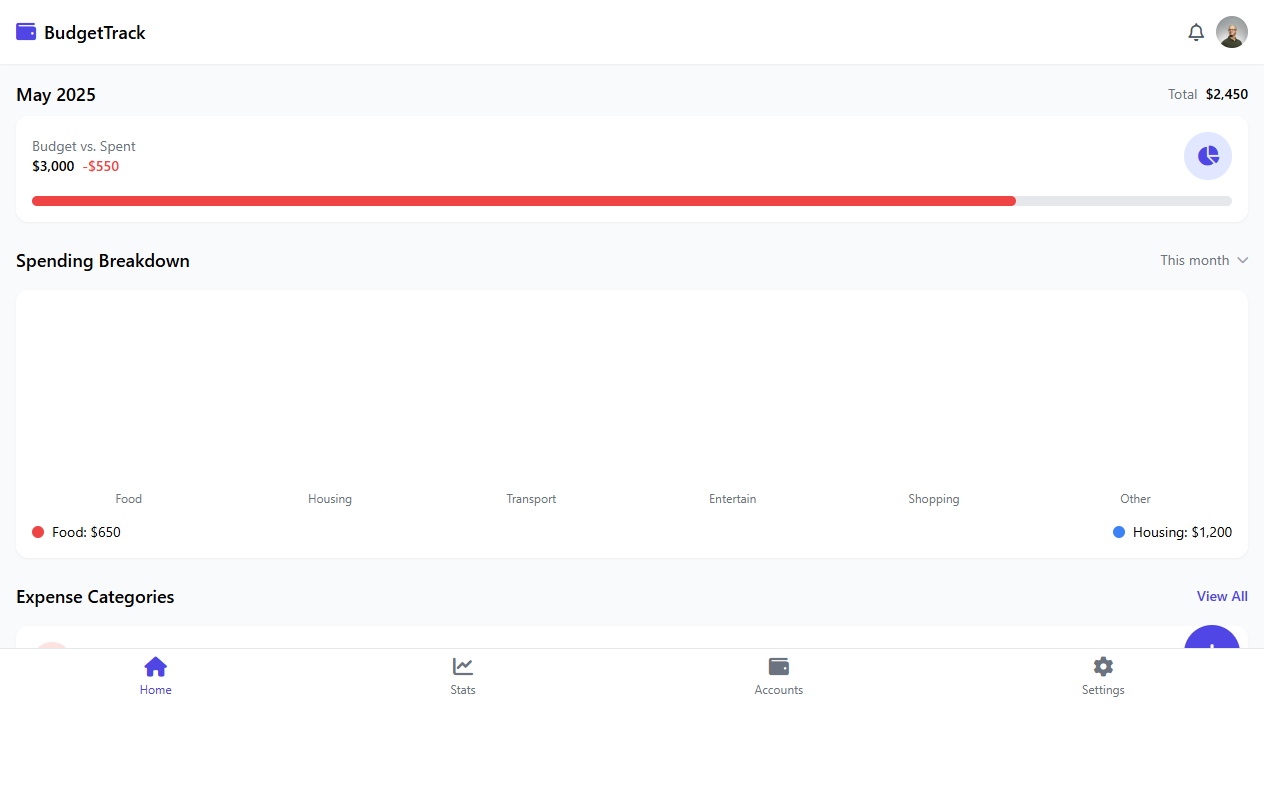 BudgetTrack
May 2025
Total $2,450
Budget vs. Spent
$3,000 -$550
Spending Breakdown
This month
Food Housing Transport Entertain Shopping Other
Food: $650 Housing: $1,200
Expense Categories
View All
Home Stats Accounts Settings